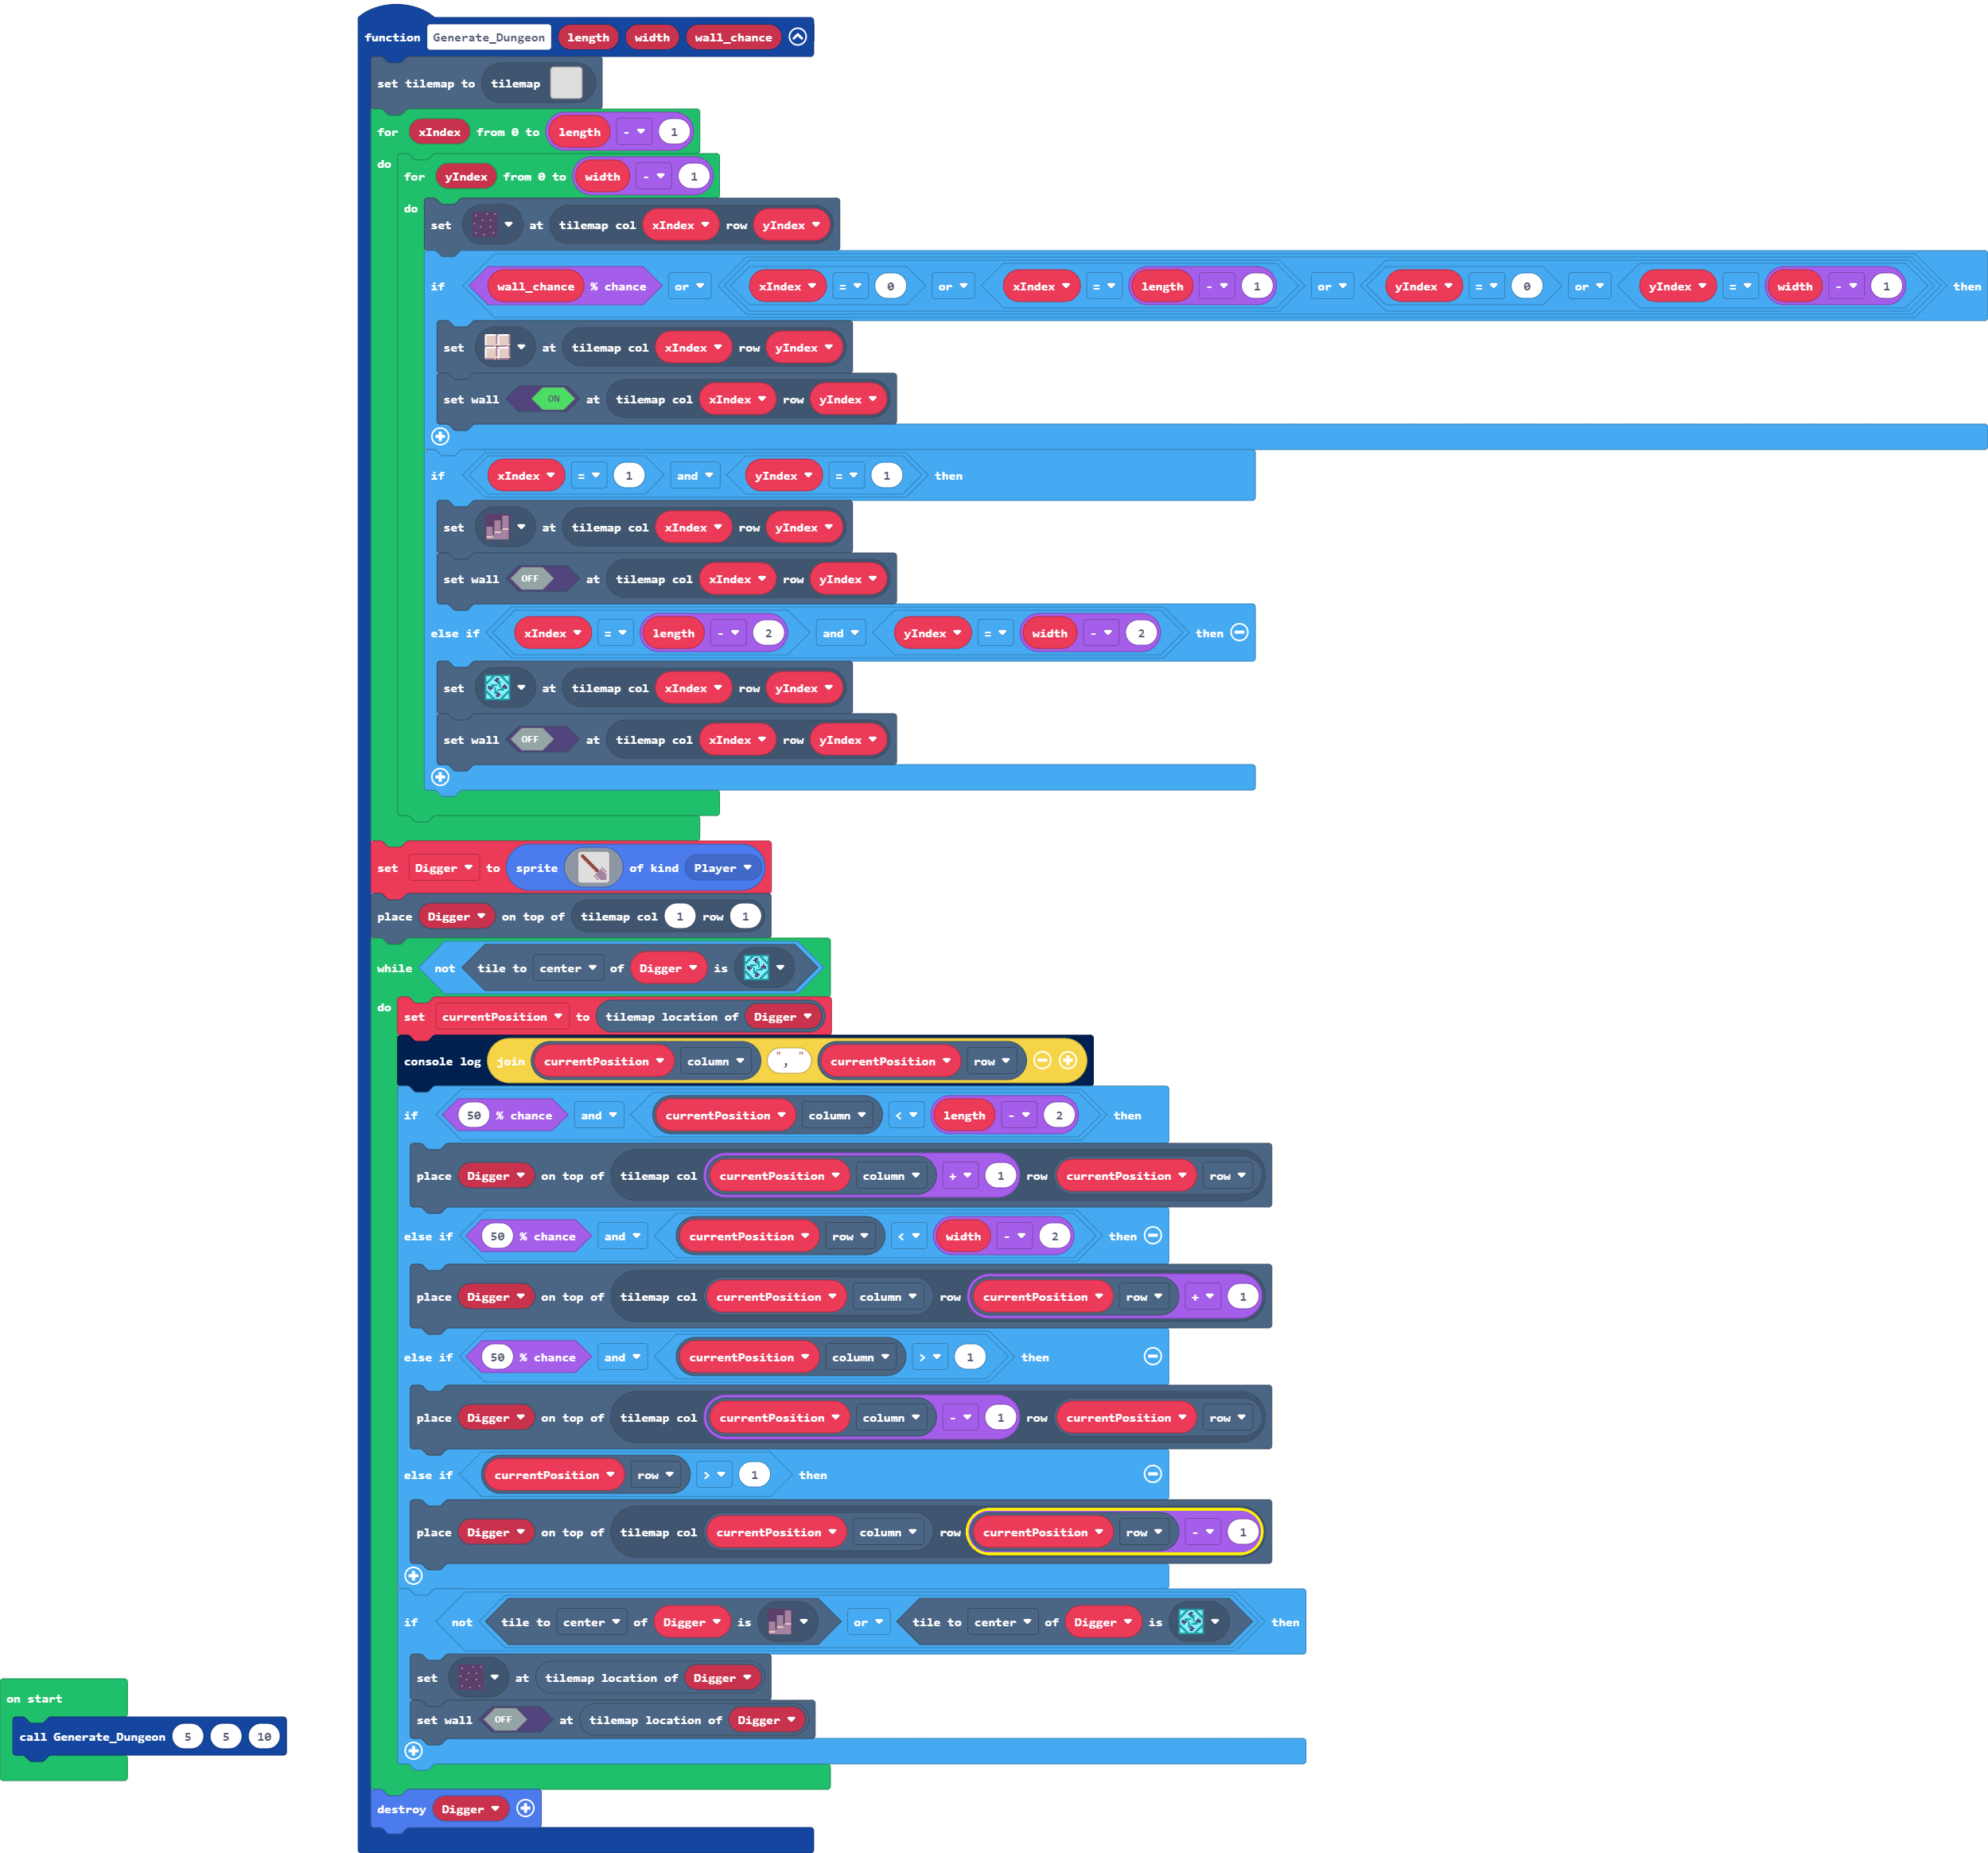 function Generate_Dungeon length width wall_chance
set tilemap to tilemap
for xIndex from 0 to length - 1
do
for yIndex from 0 to width - 1
do
set at tilemap col xIndex row yIndex
if wall_chance % chance or xIndex = 0 or xIndex = length - 1 or yIndex = 0 or yIndex = width - 1 then
set at tilemap col xIndex row yIndex
set wall ON at tilemap col xIndex row yIndex
if xIndex = 1 and yIndex = 1 then
set at tilemap col xIndex row yIndex
set wall OFF at tilemap col xIndex row yIndex
else if xIndex = length - 2 and yIndex = width - 2 then
set at tilemap col xIndex row yIndex
set wall OFF at tilemap col xIndex row yIndex
set Digger to sprite of kind Player
place Digger on top of tilemap col 1 row 1
while not tile to center of Digger is
do
set currentPosition to tilemap location of Digger
console log join currentPosition column ", " currentPosition row
if 50 % chance and currentPosition column < length - 2 then
place Digger on top of tilemap col currentPosition column + 1 row currentPosition row
else if 50 % chance and currentPosition row < width - 2 then
place Digger on top of tilemap col currentPosition column row currentPosition row + 1
else if 50 % chance and currentPosition column > 1 then
place Digger on top of tilemap col currentPosition column - 1 row currentPosition row
else if currentPosition row > 1 then
place Digger on top of tilemap col currentPosition column row currentPosition row - 1
if not tile to center of Digger is or tile to center of Digger is then
set at tilemap location of Digger
set wall OFF at tilemap location of Digger
destroy Digger
on start
call Generate_Dungeon 5 5 10